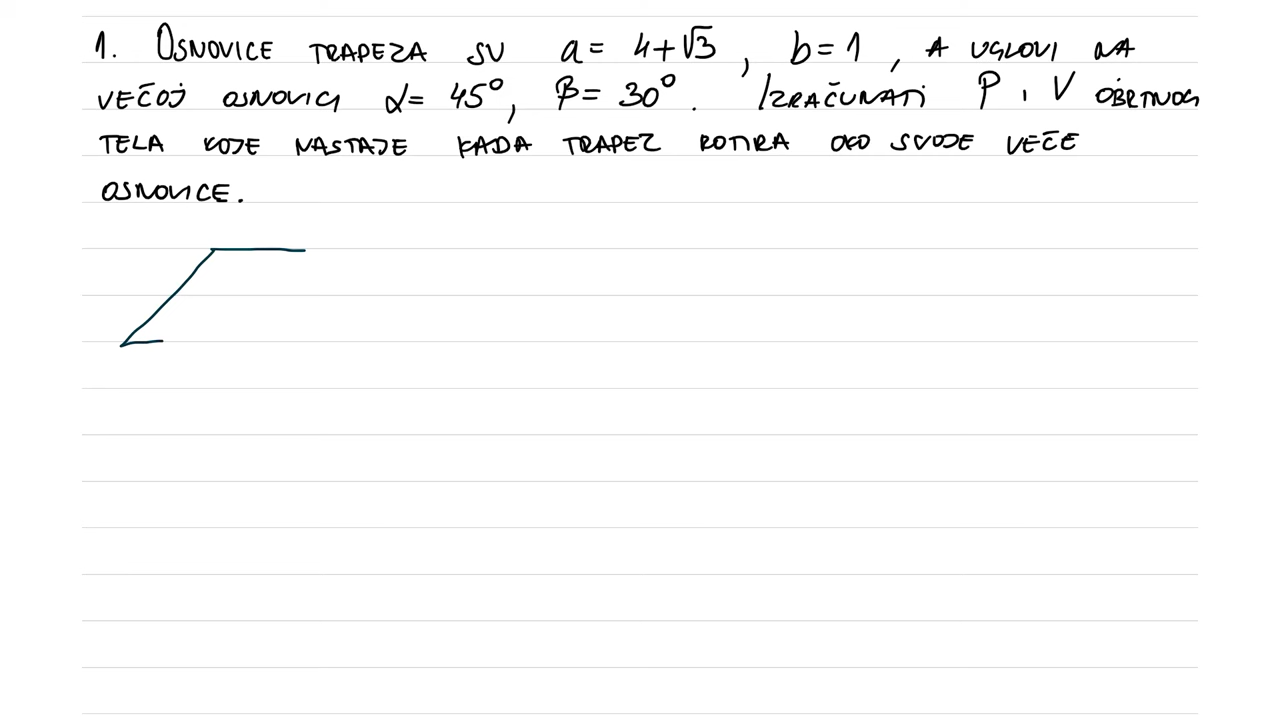 1. OSNOVICE TRAPEZA SU a = 4+√3 , b = 1 , A UGLOVI NA
VEĆOJ OSNOVICI α = 45°, β = 30° . IZRAČUNATI P I V OBRTNOG
TELA KOJE NASTAJE KADA TRAPEZ ROTIRA OKO SVOJE VEĆE
OSNOVICE.